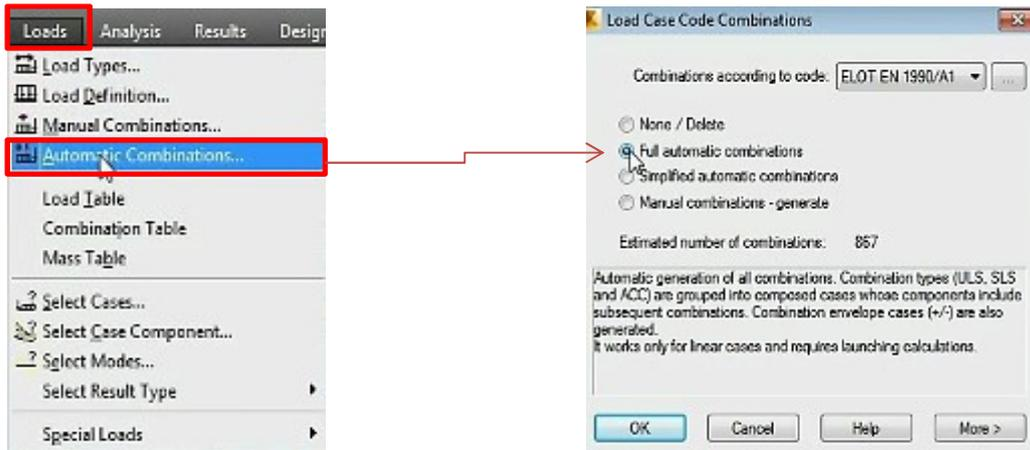 Loads Analysis Results Design
Load Types...
Load Definition...
Manual Combinations...
Automatic Combinations...
Load Table
Combination Table
Mass Table
Select Cases...
Select Case Component...
Select Modes...
Select Result Type
Special Loads
Load Case Code Combinations
Combinations according to code: ELOT EN 1990/A1 ...
None / Delete
Full automatic combinations
Simplified automatic combinations
Manual combinations - generate
Estimated number of combinations: 867
Automatic generation of all combinations. Combination types (ULS, SLS
and ACC) are grouped into composed cases whose components include
subsequent combinations. Combination envelope cases (+/-) are also
generated.
It works only for linear cases and requires launching calculations.
OK Cancel Help More >